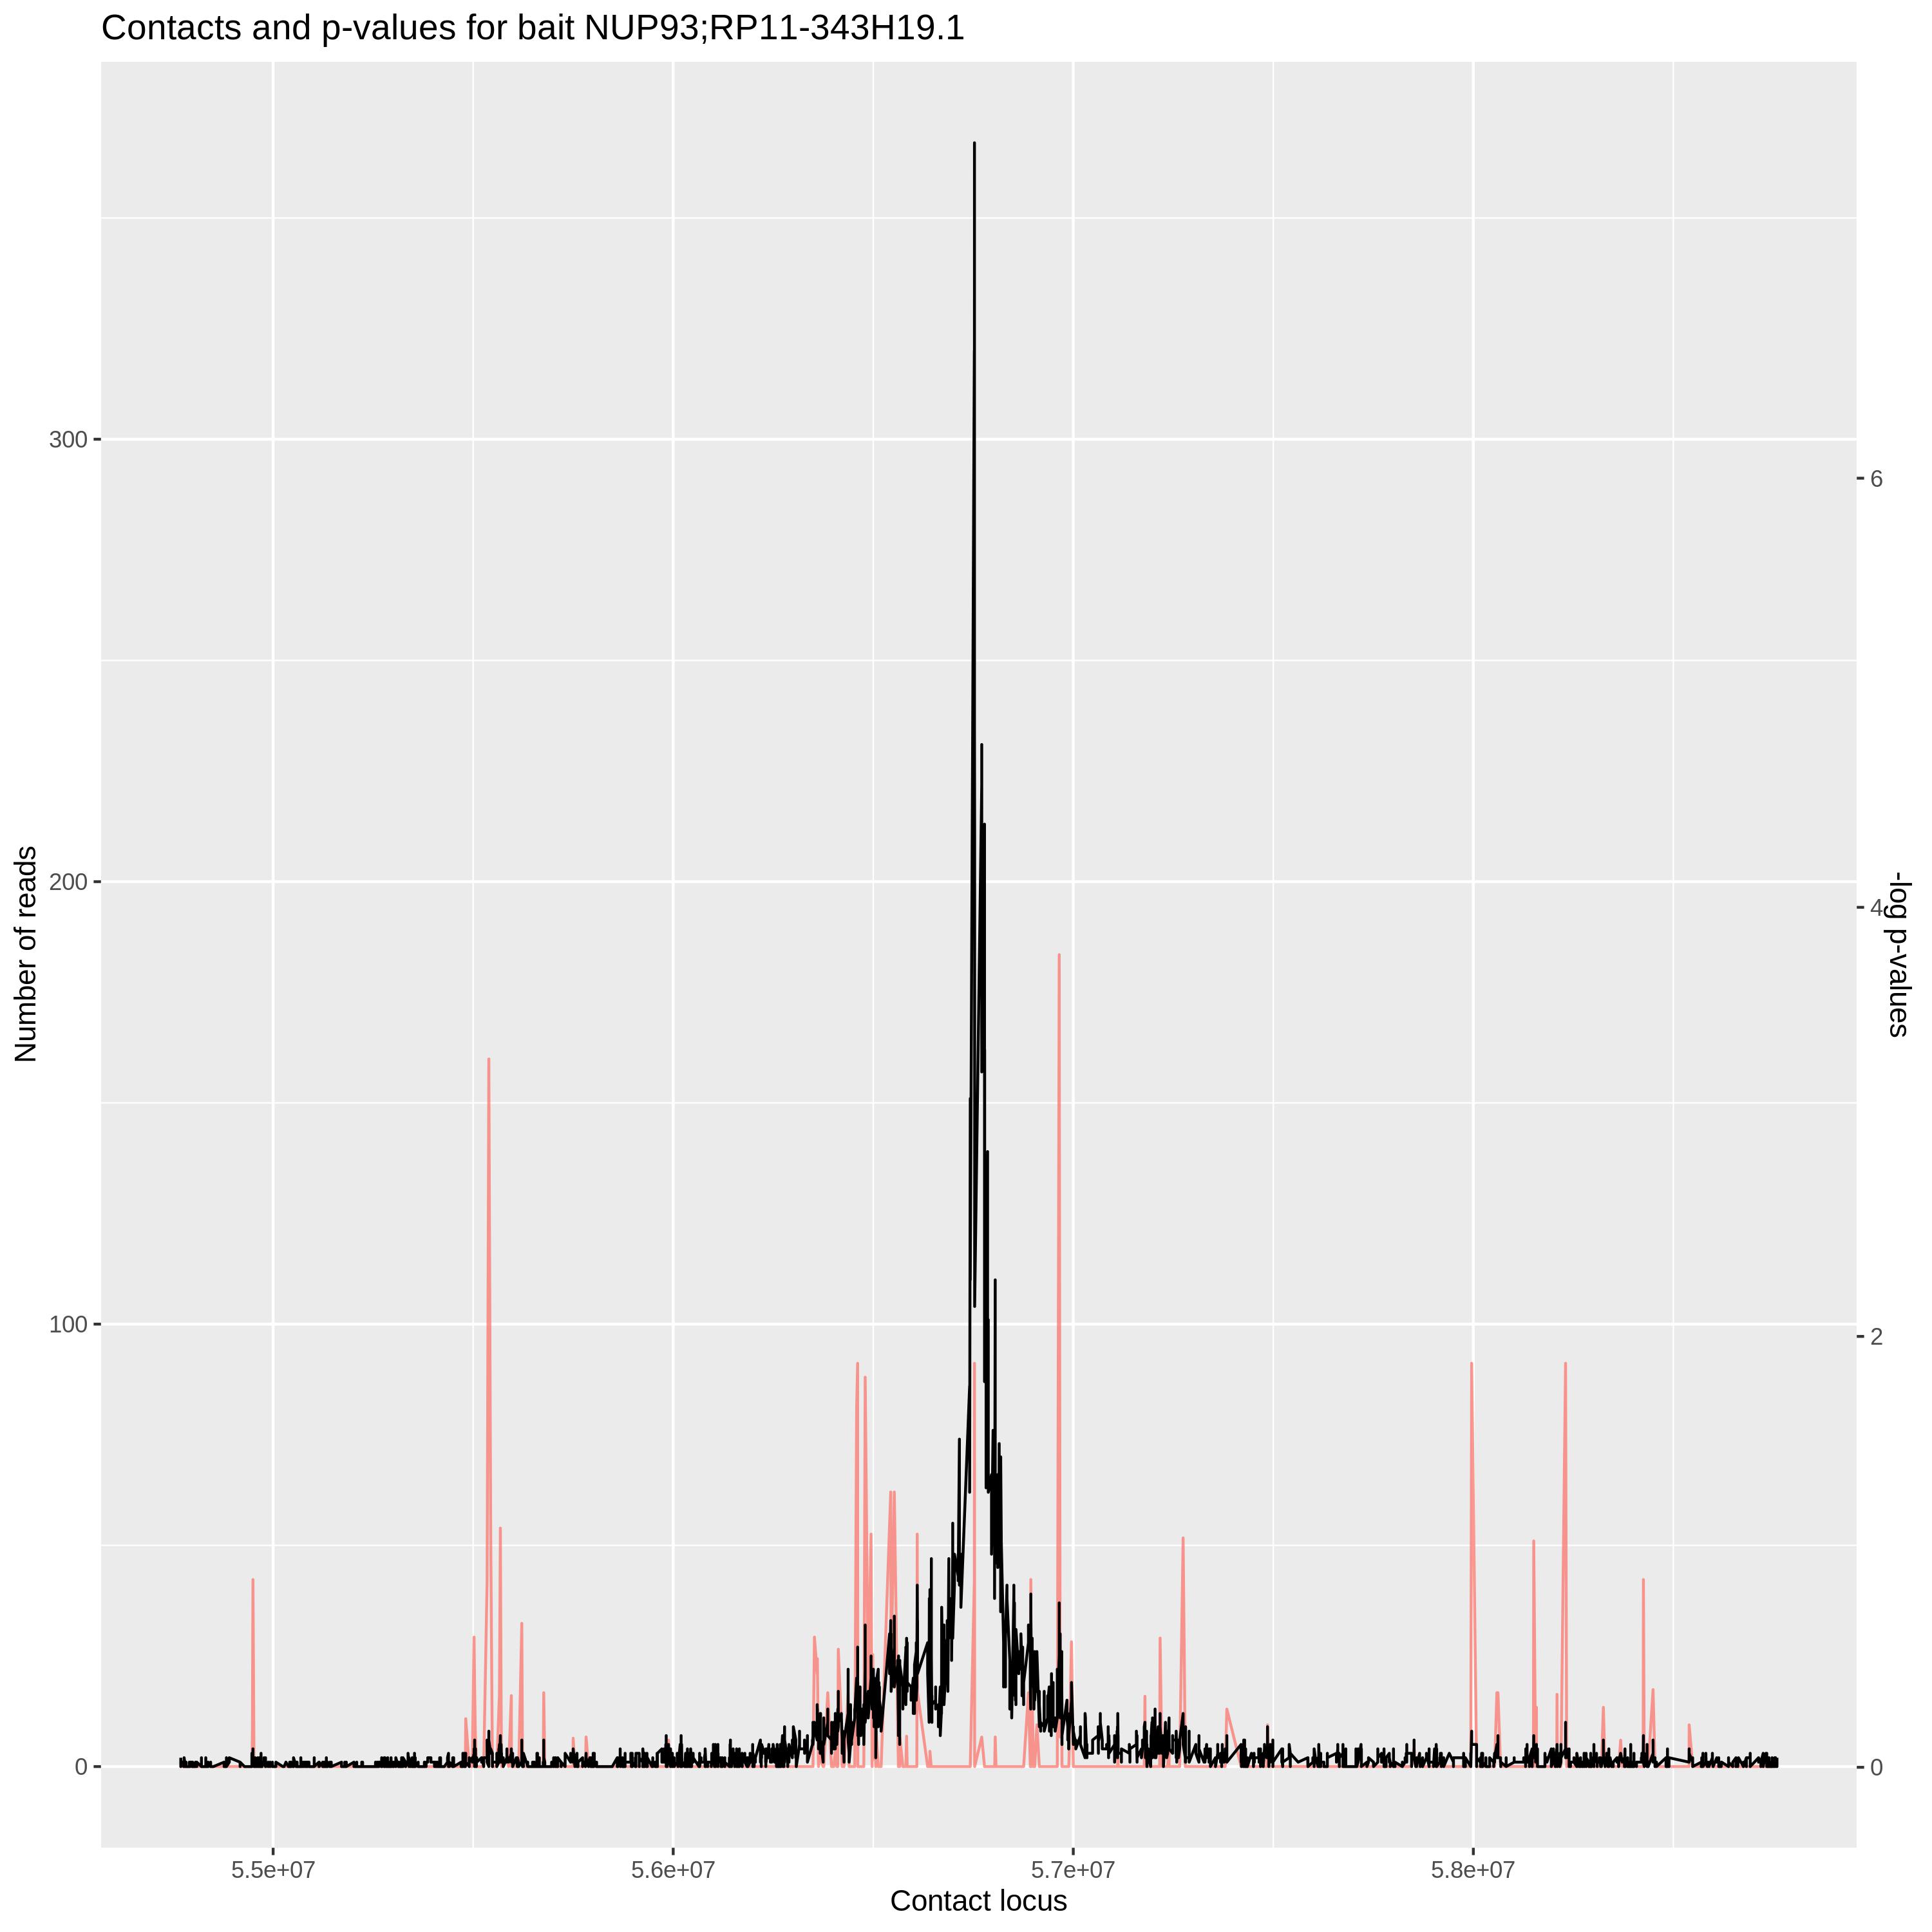 Contacts and p-values for bait NUP93;RP11-343H19.1
Number of reads
300
200
100
0
6
4
2
0
-log p-values
5.5e+07
5.6e+07
5.7e+07
5.8e+07
Contact locus